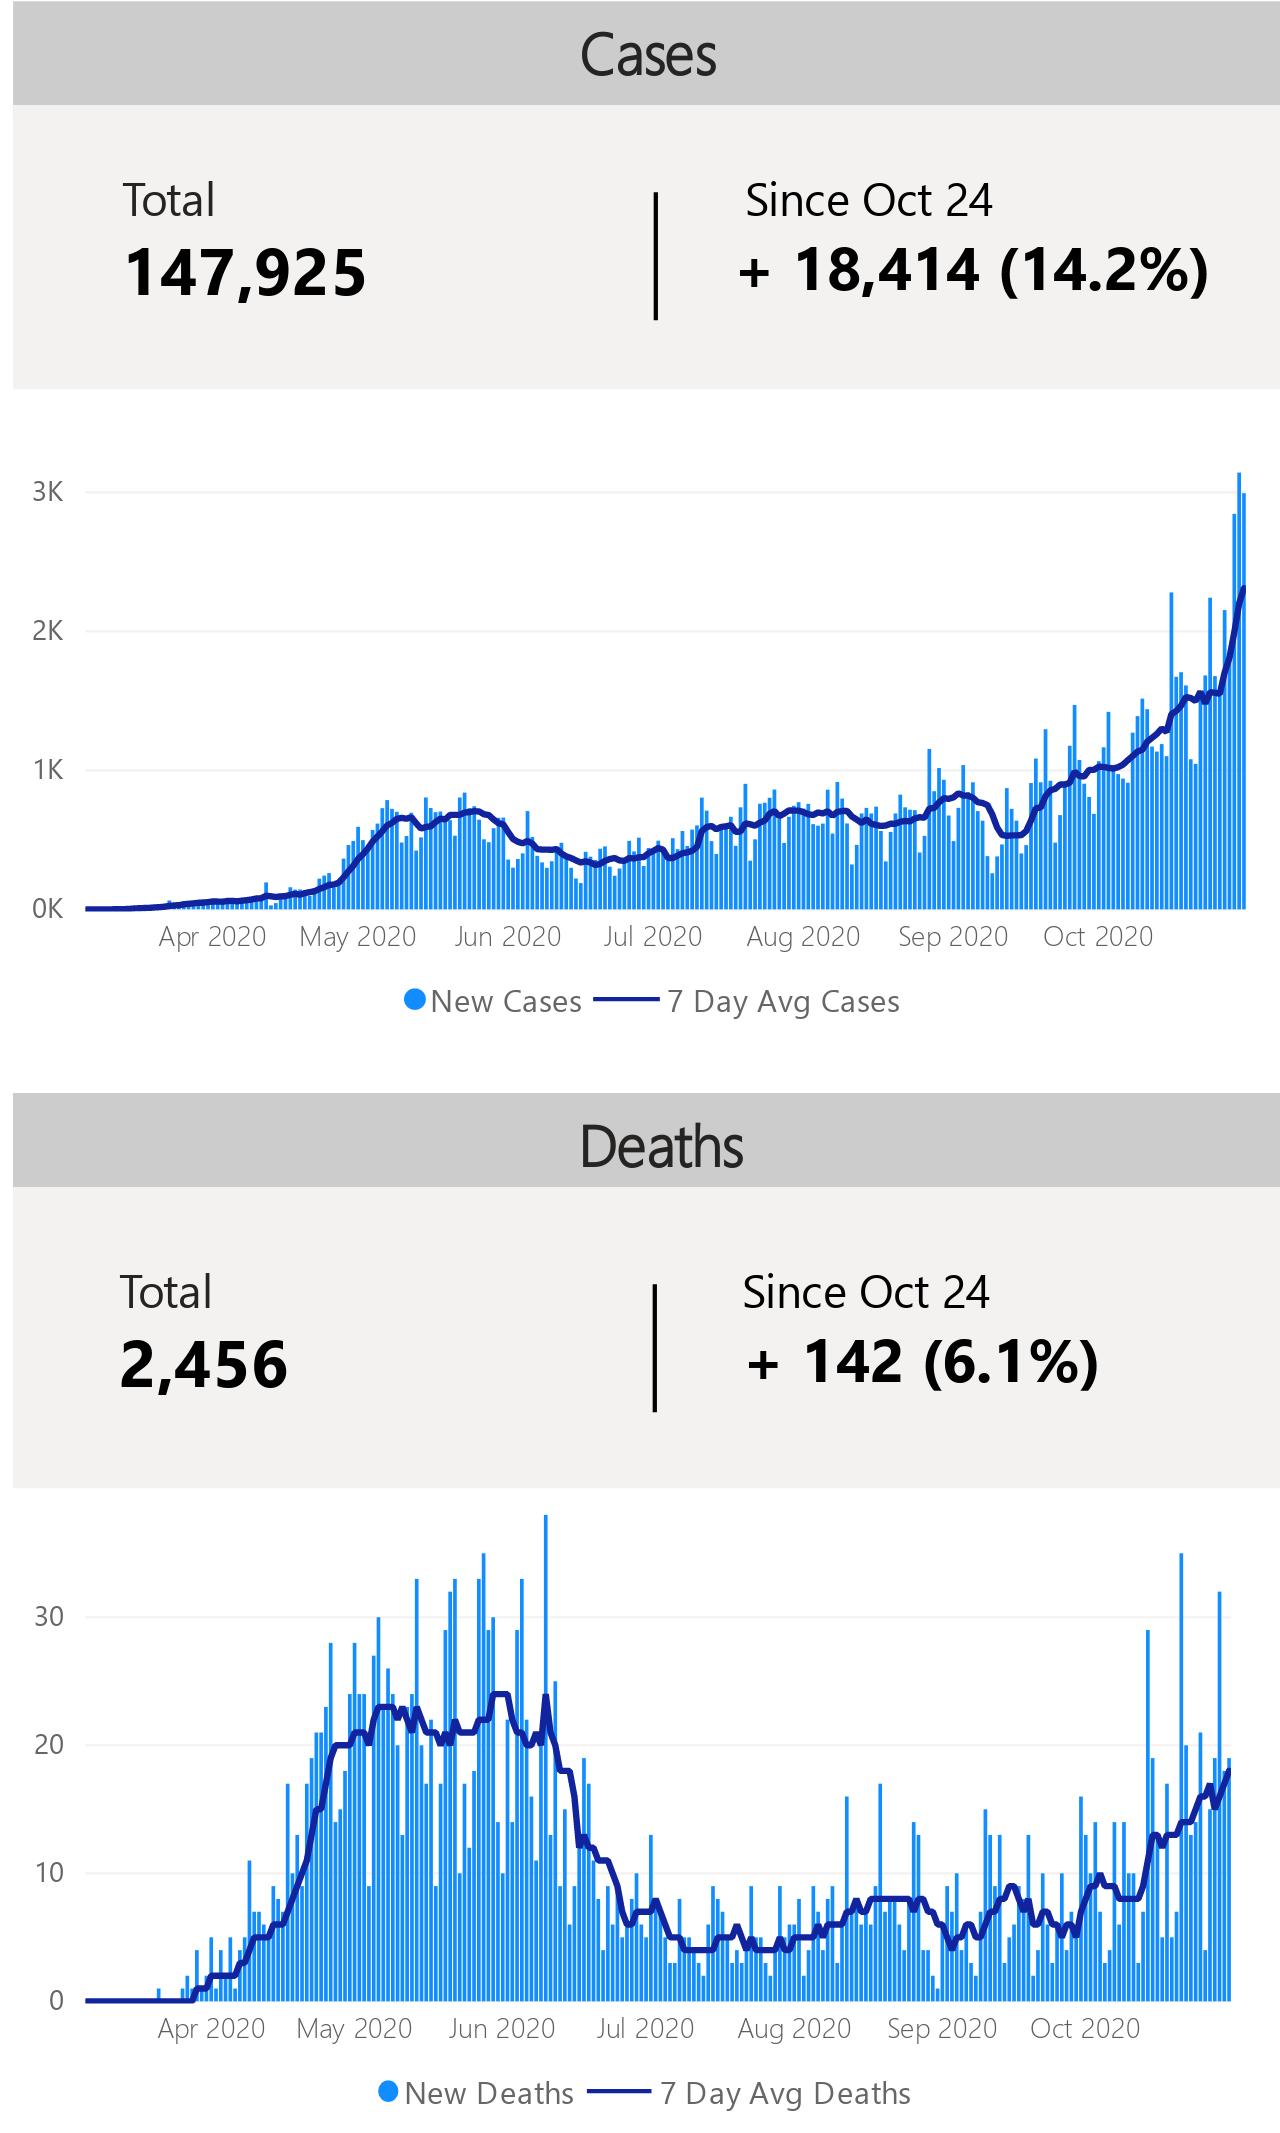 Cases
Total
Since Oct 24
147,925
+ 18,414 (14.2%)
3K
2K
1K
0K
Apr 2020
May 2020
Jun 2020
Jul 2020
Aug 2020
Sep 2020
Oct 2020
New Cases
7 Day Avg Cases
Deaths
Total
Since Oct 24
2,456
+ 142 (6.1%)
30
20
10
0
Apr 2020
May 2020
Jun 2020
Jul 2020
Aug 2020
Sep 2020
Oct 2020
New Deaths
7 Day Avg Deaths